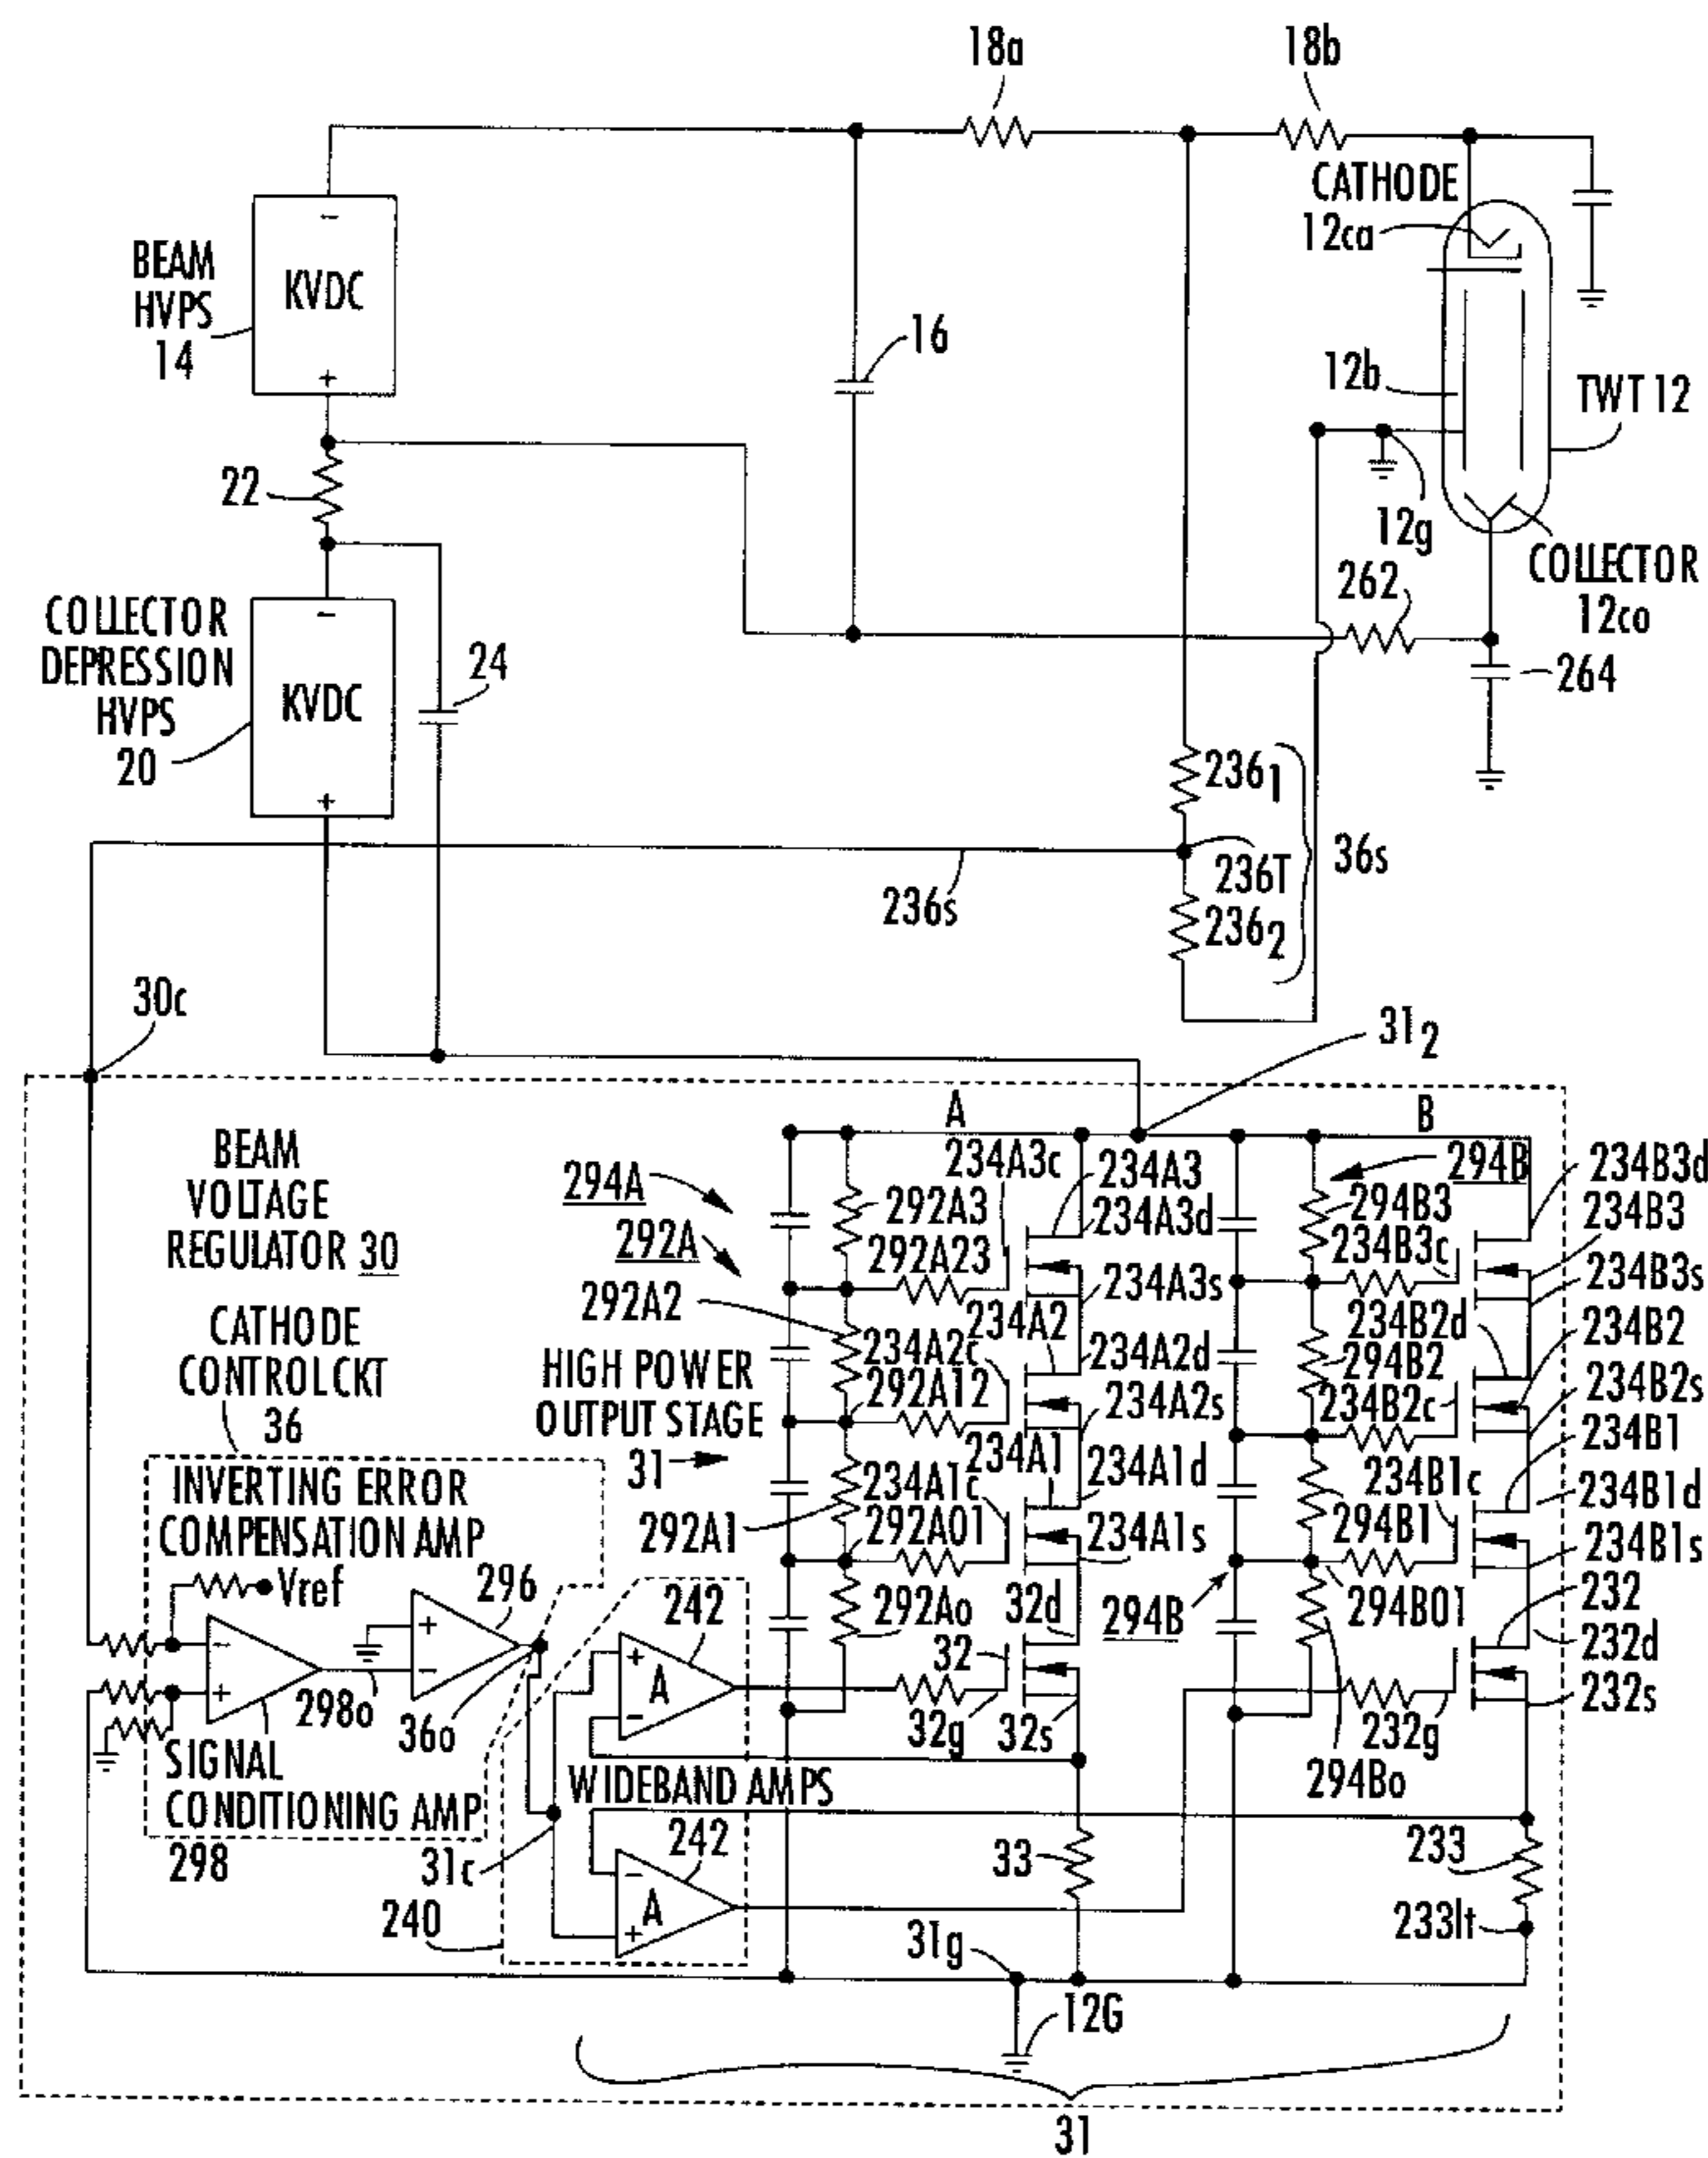 18a
18b
CATHODE
12ca
BEAM
HVPS
14
-
KVDC
+
16
12b
TWT 12
22
12g
COLLECTOR
12co
262
264
COLLECTOR
DEPRESSION
HVPS
20
-
KVDC
+
24
236₁
36s
236T
236s
236₂
30c
31₂
A
B
BEAM
VOLTAGE
REGULATOR 30
294A
292A
234A3c
234A3
292A3
234A3d
292A23
294B
294B3
234B3c
234B3d
234B3
234B3s
CATHODE
CONTROLCKT
36
292A2
234A3s
234A2
234A2c
234A2d
292A12
HIGH POWER
OUTPUT STAGE
31
234B2d
234B2
294B2
234B2c
234B2s
234A2s
234A1
234A1c
234A1d
292A1
292A01
234A1s
234B1
234B1c
234B1d
294B1
234B1s
INVERTING ERROR
COMPENSATION AMP
Vref
296
+
-
242
292Ao
32d
294B
294B01
232
232d
-
+
298o
36o
+
A
-
32
32g
32s
232g
232s
294Bo
SIGNAL
CONDITIONING AMP
298
WIDEBAND AMPS
242
31c
240
-
A
+
33
233
233lt
31g
12G
31